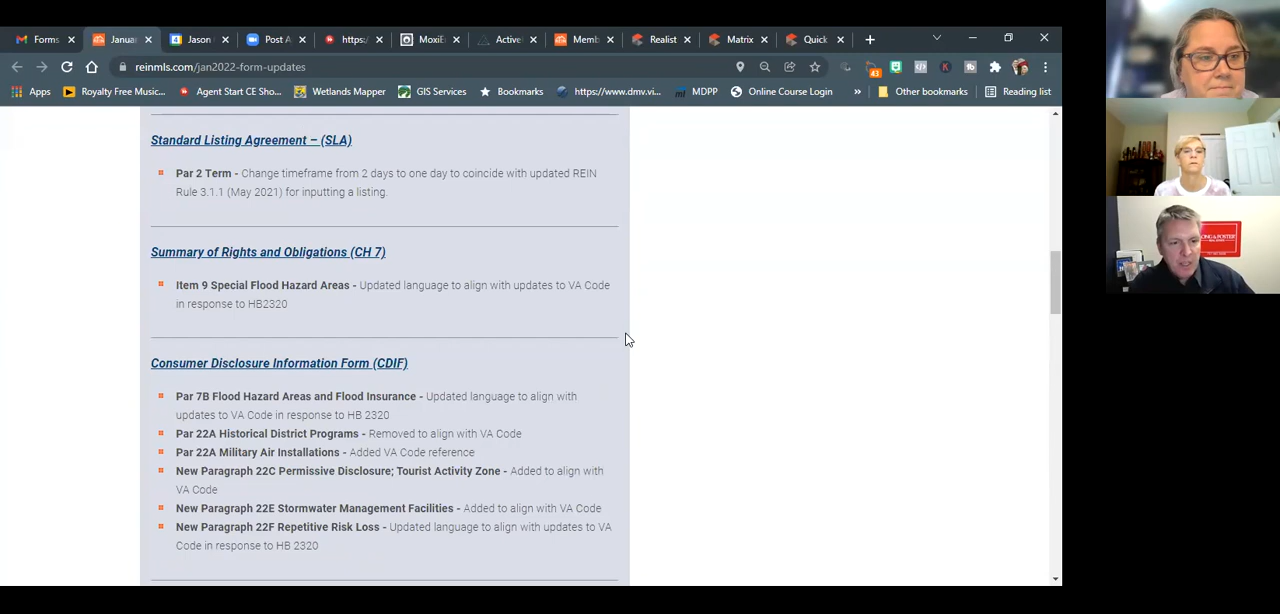 Forms
Janua
Jason
Post A
https:/
MoxiE
Active
Memb
Realist
Matrix
Quick
reinmls.com/jan2022-form-updates
43
Apps
Royalty Free Music...
Agent Start CE Sho...
Wetlands Mapper
GIS Services
Bookmarks
https://www.dmv.vi...
MDPP
Online Course Login
»
Other bookmarks
Reading list
Standard Listing Agreement – (SLA)
Par 2 Term - Change timeframe from 2 days to one day to coincide with updated REIN
Rule 3.1.1 (May 2021) for inputting a listing.
Summary of Rights and Obligations (CH 7)
Item 9 Special Flood Hazard Areas - Updated language to align with updates to VA Code
in response to HB2320
Consumer Disclosure Information Form (CDIF)
Par 7B Flood Hazard Areas and Flood Insurance - Updated language to align with
updates to VA Code in response to HB 2320
Par 22A Historical District Programs - Removed to align with VA Code
Par 22A Military Air Installations - Added VA Code reference
New Paragraph 22C Permissive Disclosure; Tourist Activity Zone - Added to align with
VA Code
New Paragraph 22E Stormwater Management Facilities - Added to align with VA Code
New Paragraph 22F Repetitive Risk Loss - Updated language to align with updates to VA
Code in response to HB 2320
ONG & FOSTER